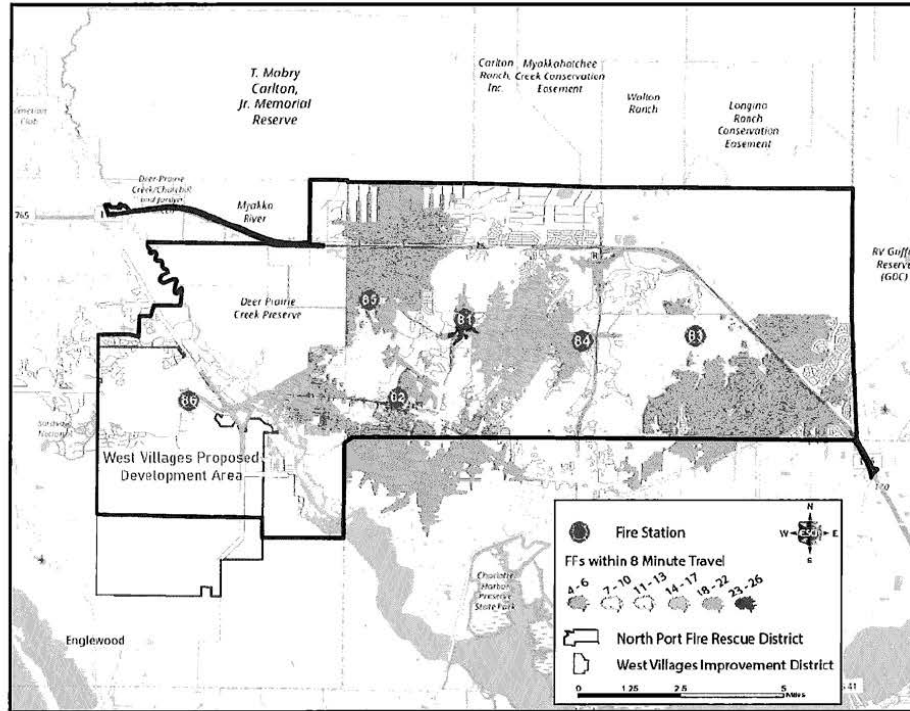 T. Mabry
Carlton,
Jr. Memorial
Reserve
Carlton
Ranch,
Inc.
Myakkahatchee
Creek Conservation
Easement
Walton
Ranch
Longino
Ranch
Conservation
Easement
Club
Deer Prairie
Creek/Churchill
765
Myakka
River
RV Griffin
Reserve
(GDC)
Deer Prairie
Creek Preserve
85
81
84
83
82
86
West Villages Proposed
Development Area
Charlotte
Harbor
Preserve
State Park
Englewood
N
W
E
S
Fire Station
FFs within 8 Minute Travel
4 - 6
7 - 10
11 - 13
14 - 17
18 - 22
23 - 26
North Port Fire Rescue District
West Villages Improvement District
0
1.25
2.5
5
Miles
41